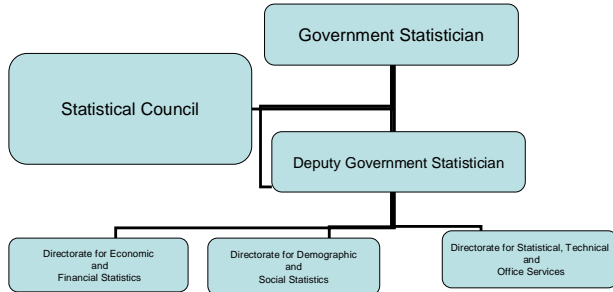 Government Statistician
Statistical Council
Deputy Government Statistician
Directorate for Economic
and
Financial Statistics
Directorate for Demographic
and
Social Statistics
Directorate for Statistical, Technical
and
Office Services